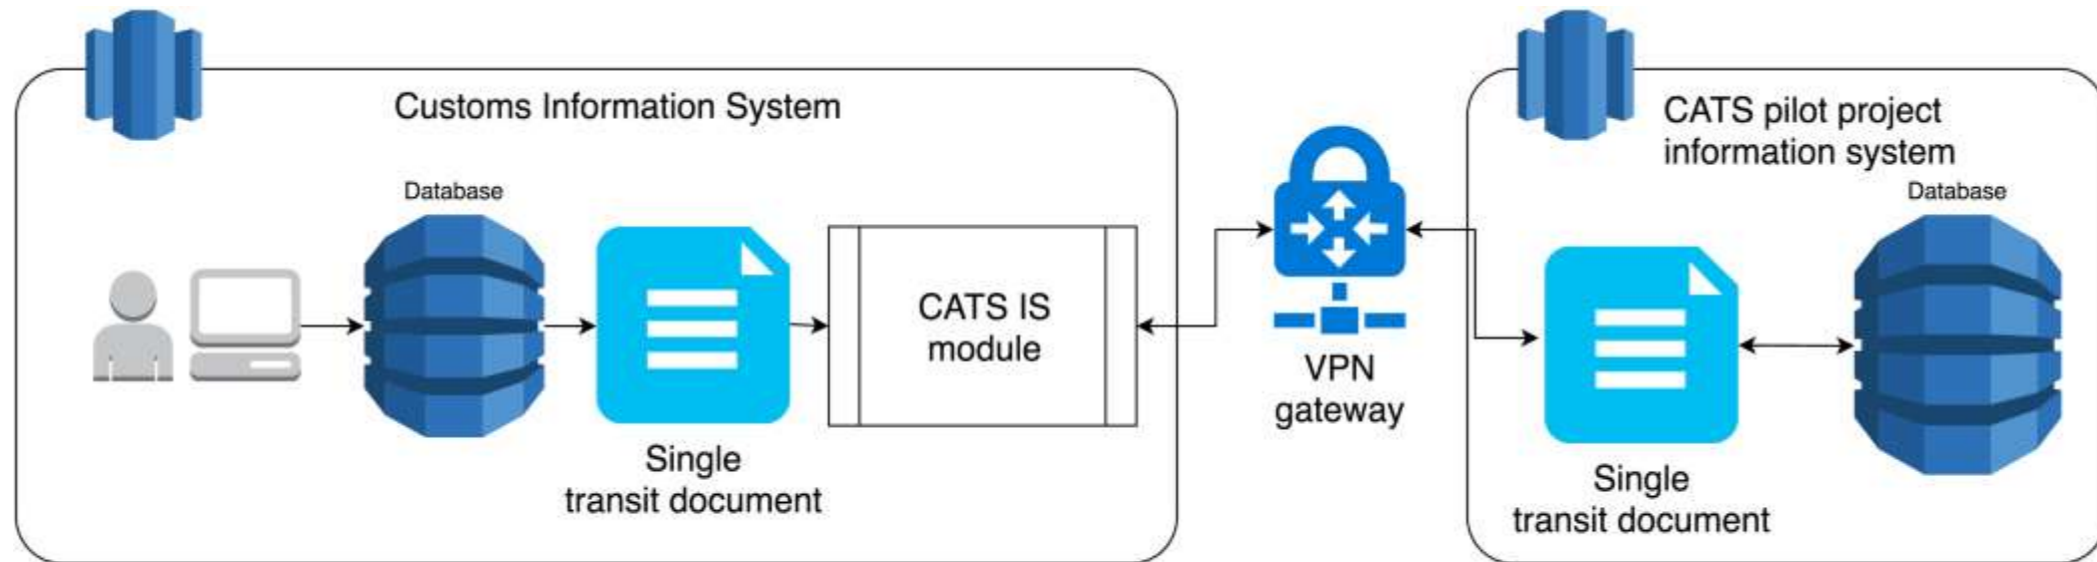 Customs Information System
Database
CATS IS
module
Single
transit document
VPN
gateway
CATS pilot project
information system
Database
Single
transit document